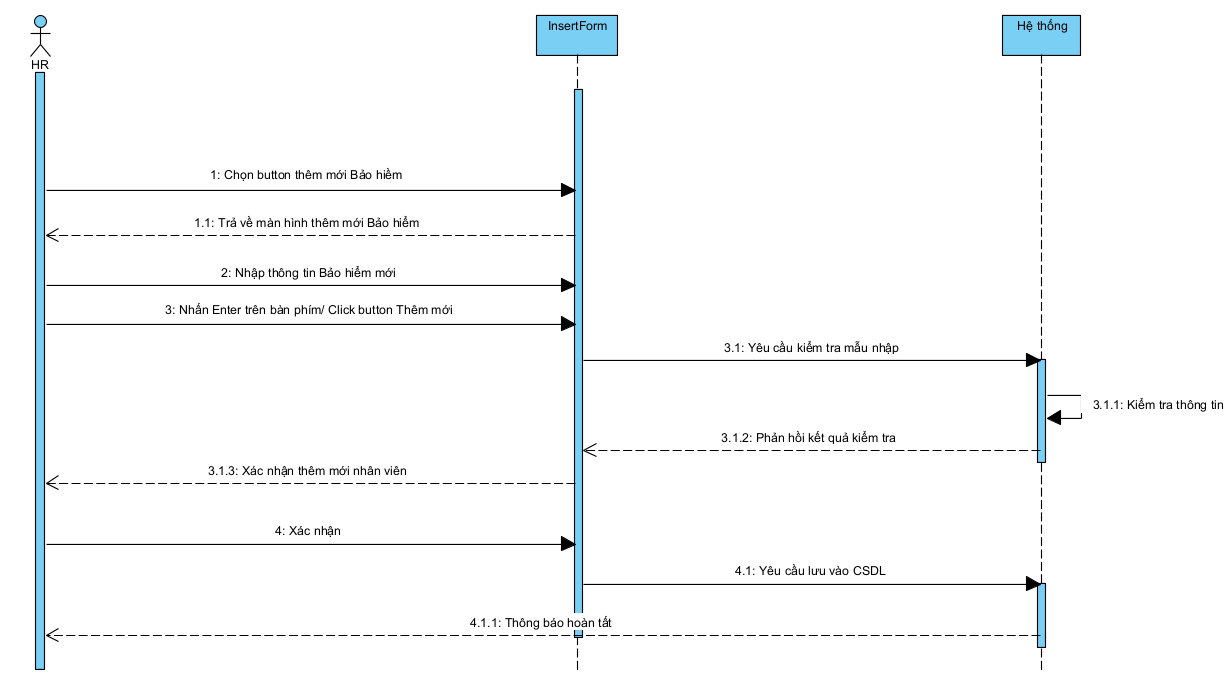 InsertForm
Hệ thống
HR
1: Chọn button thêm mới Bảo hiềm
1.1: Trả về màn hình thêm mới Bảo hiểm
2: Nhập thông tin Bảo hiểm mới
3: Nhấn Enter trên bàn phím/ Click button Thêm mới
3.1: Yêu cầu kiểm tra mẫu nhập
3.1.1: Kiểm tra thông tin
3.1.2: Phản hồi kết quả kiểm tra
3.1.3: Xác nhận thêm mới nhân viên
4: Xác nhận
4.1: Yêu cầu lưu vào CSDL
4.1.1: Thông báo hoàn tất